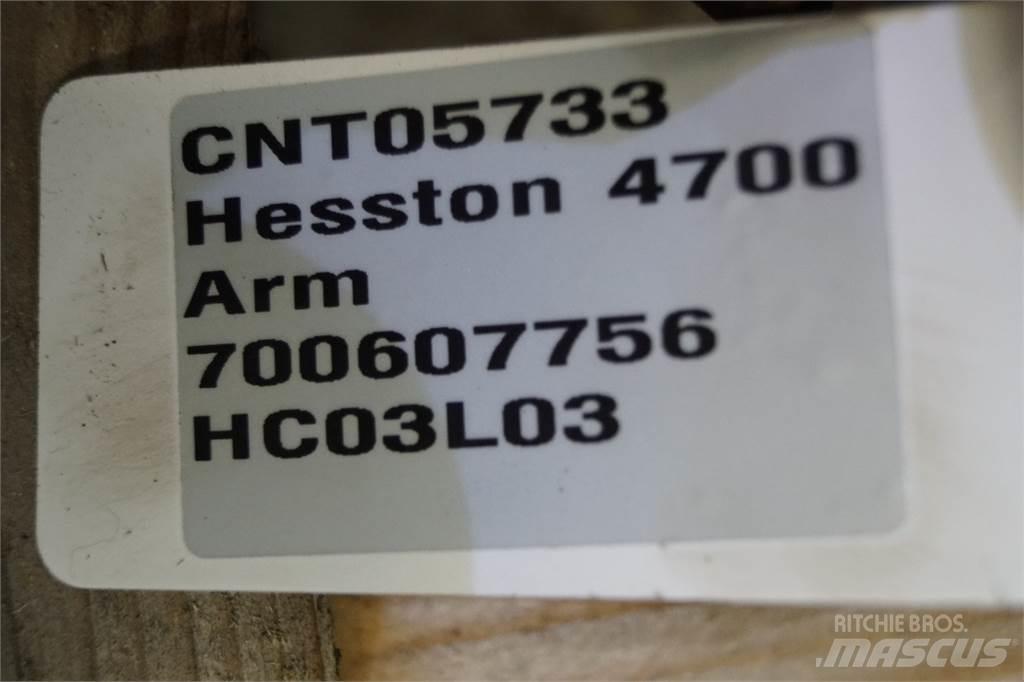 CNT05733
Hesston 4700
Arm
700607756
HC03L03
RITCHIE BROS.
MASCUS